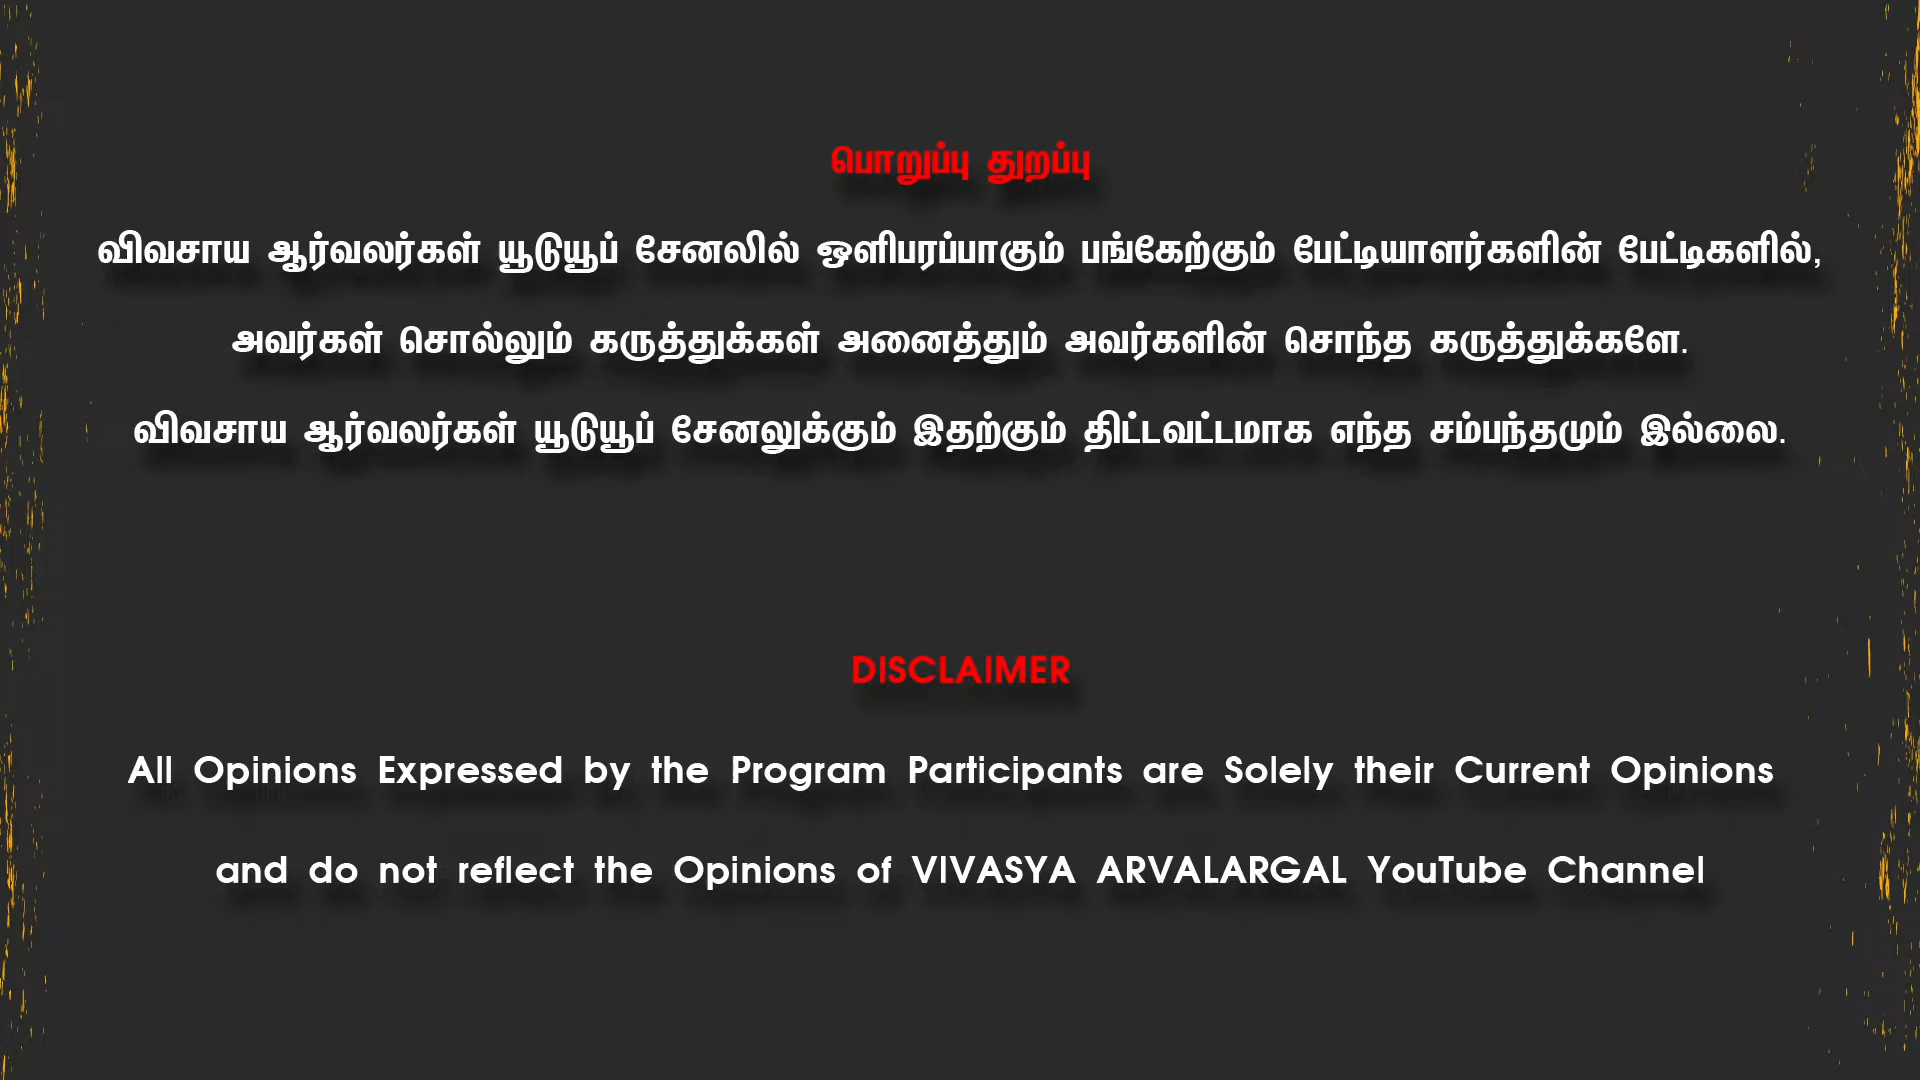 பொறுப்பு துறப்பு
விவசாய ஆர்வலர்கள் யூடுயூப் சேனலில் ஒளிபரப்பாகும் பங்கேற்கும் பேட்டியாளர்களின் பேட்டிகளில்,
அவர்கள் சொல்லும் கருத்துக்கள் அனைத்தும் அவர்களின் சொந்த கருத்துக்களே.
விவசாய ஆர்வலர்கள் யூடுயூப் சேனலுக்கும் இதற்கும் திட்டவட்டமாக எந்த சம்பந்தமும் இல்லை.
DISCLAIMER
All Opinions Expressed by the Program Participants are Solely their Current Opinions
and do not reflect the Opinions of VIVASYA ARVALARGAL YouTube Channel